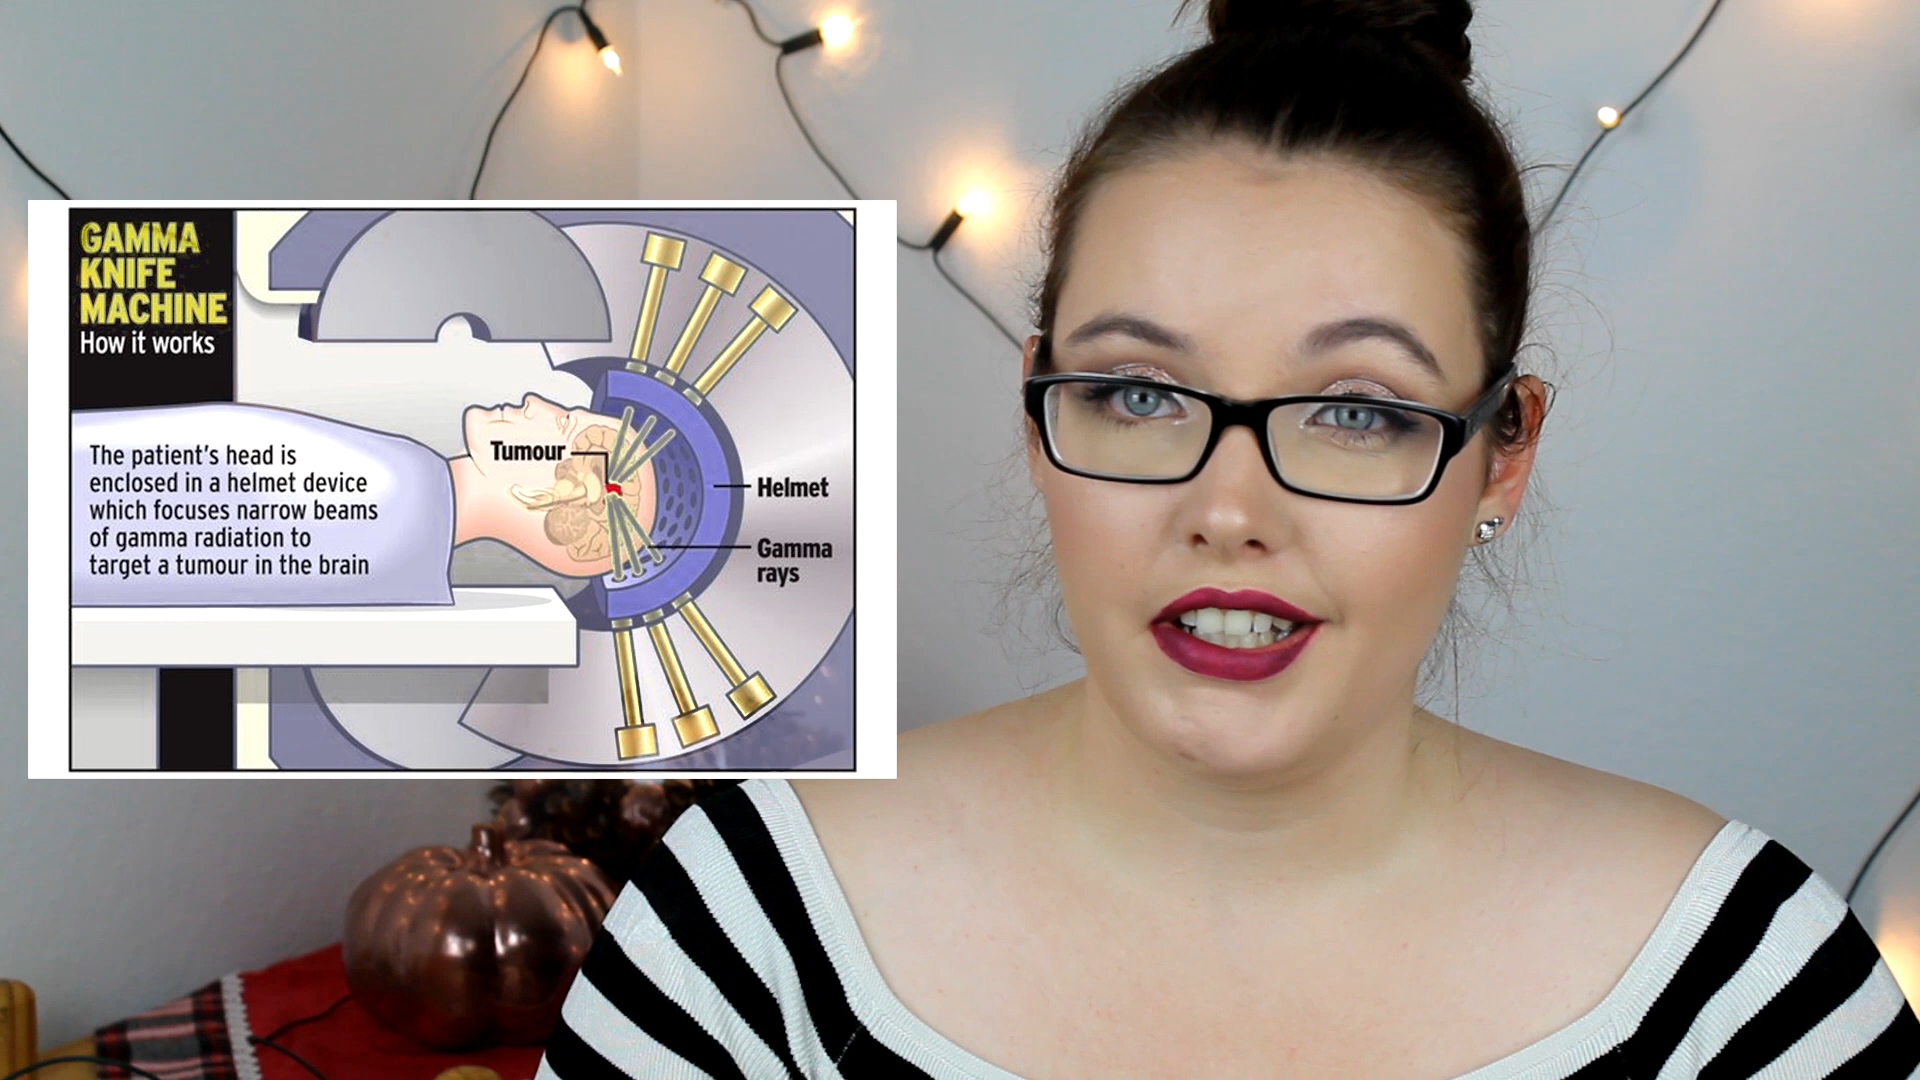 GAMMA
KNIFE
MACHINE
How it works
The patient's head is
enclosed in a helmet device
which focuses narrow beams
of gamma radiation to
target a tumour in the brain
Tumour
Helmet
Gamma
rays